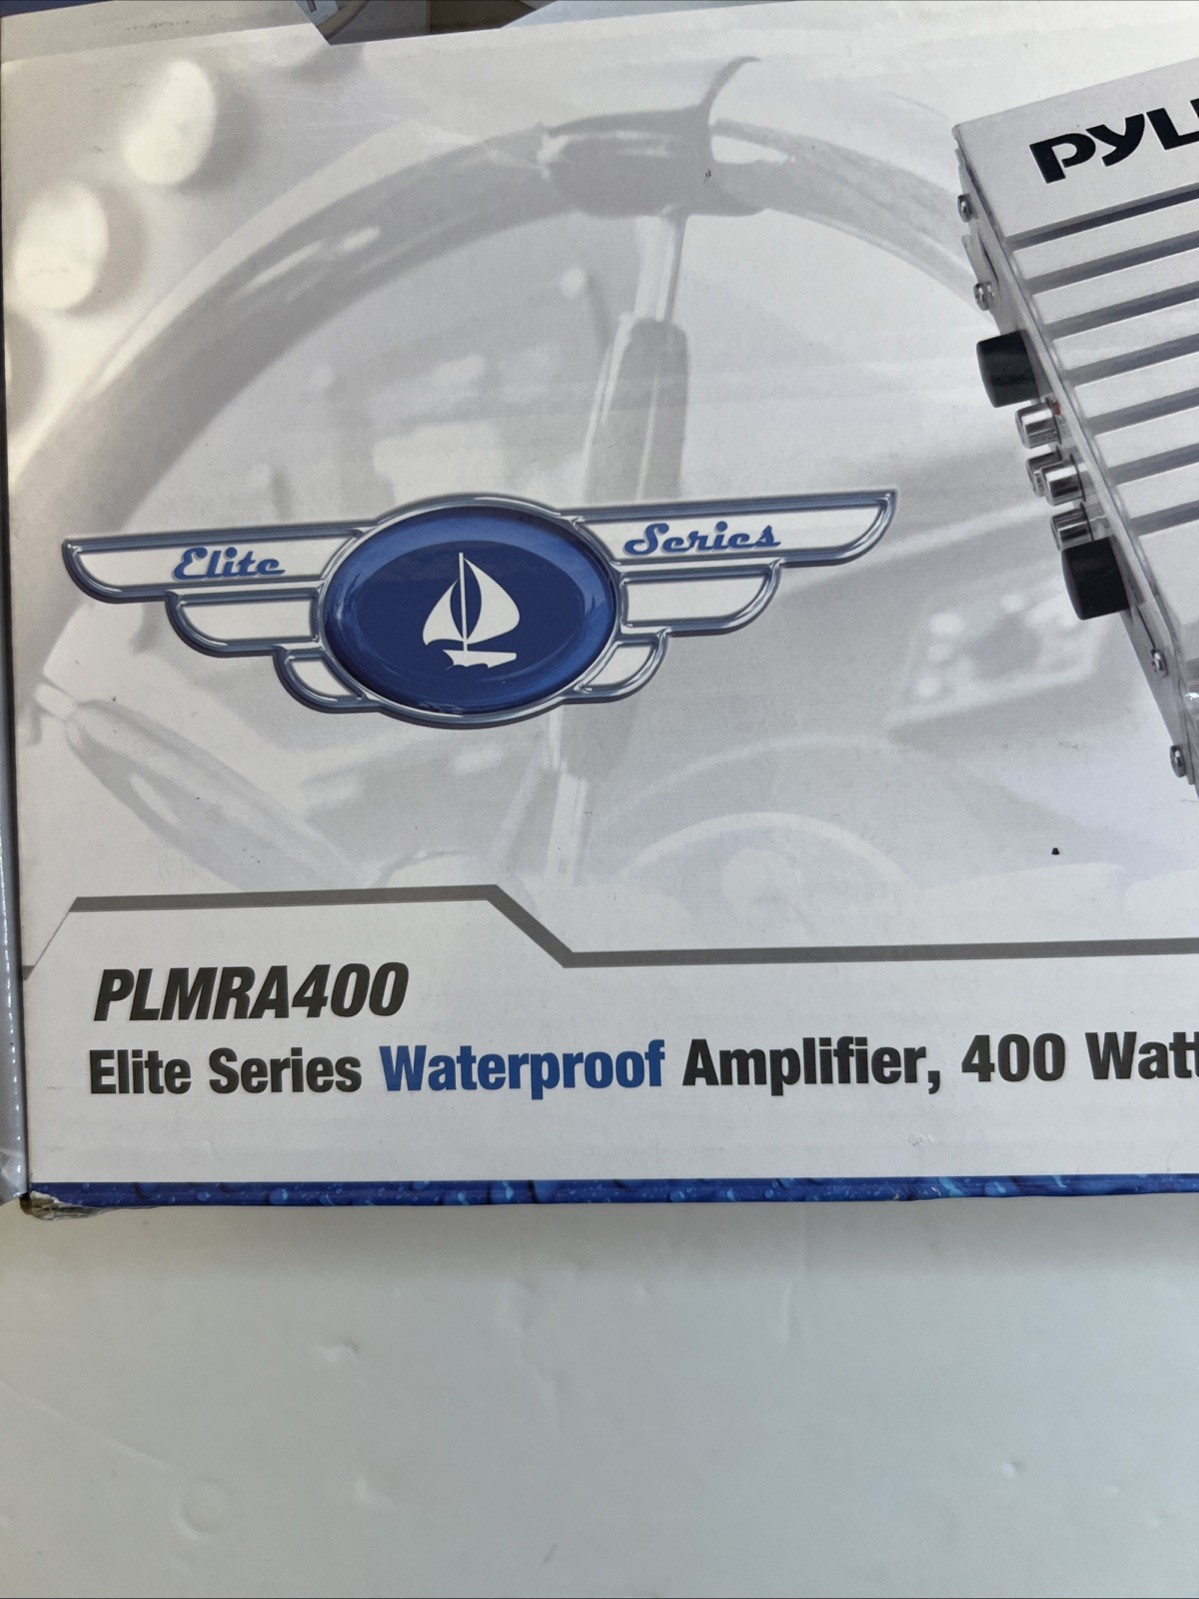 PYL
Elite Series
PLMRA400
Elite Series Waterproof Amplifier, 400 Watt